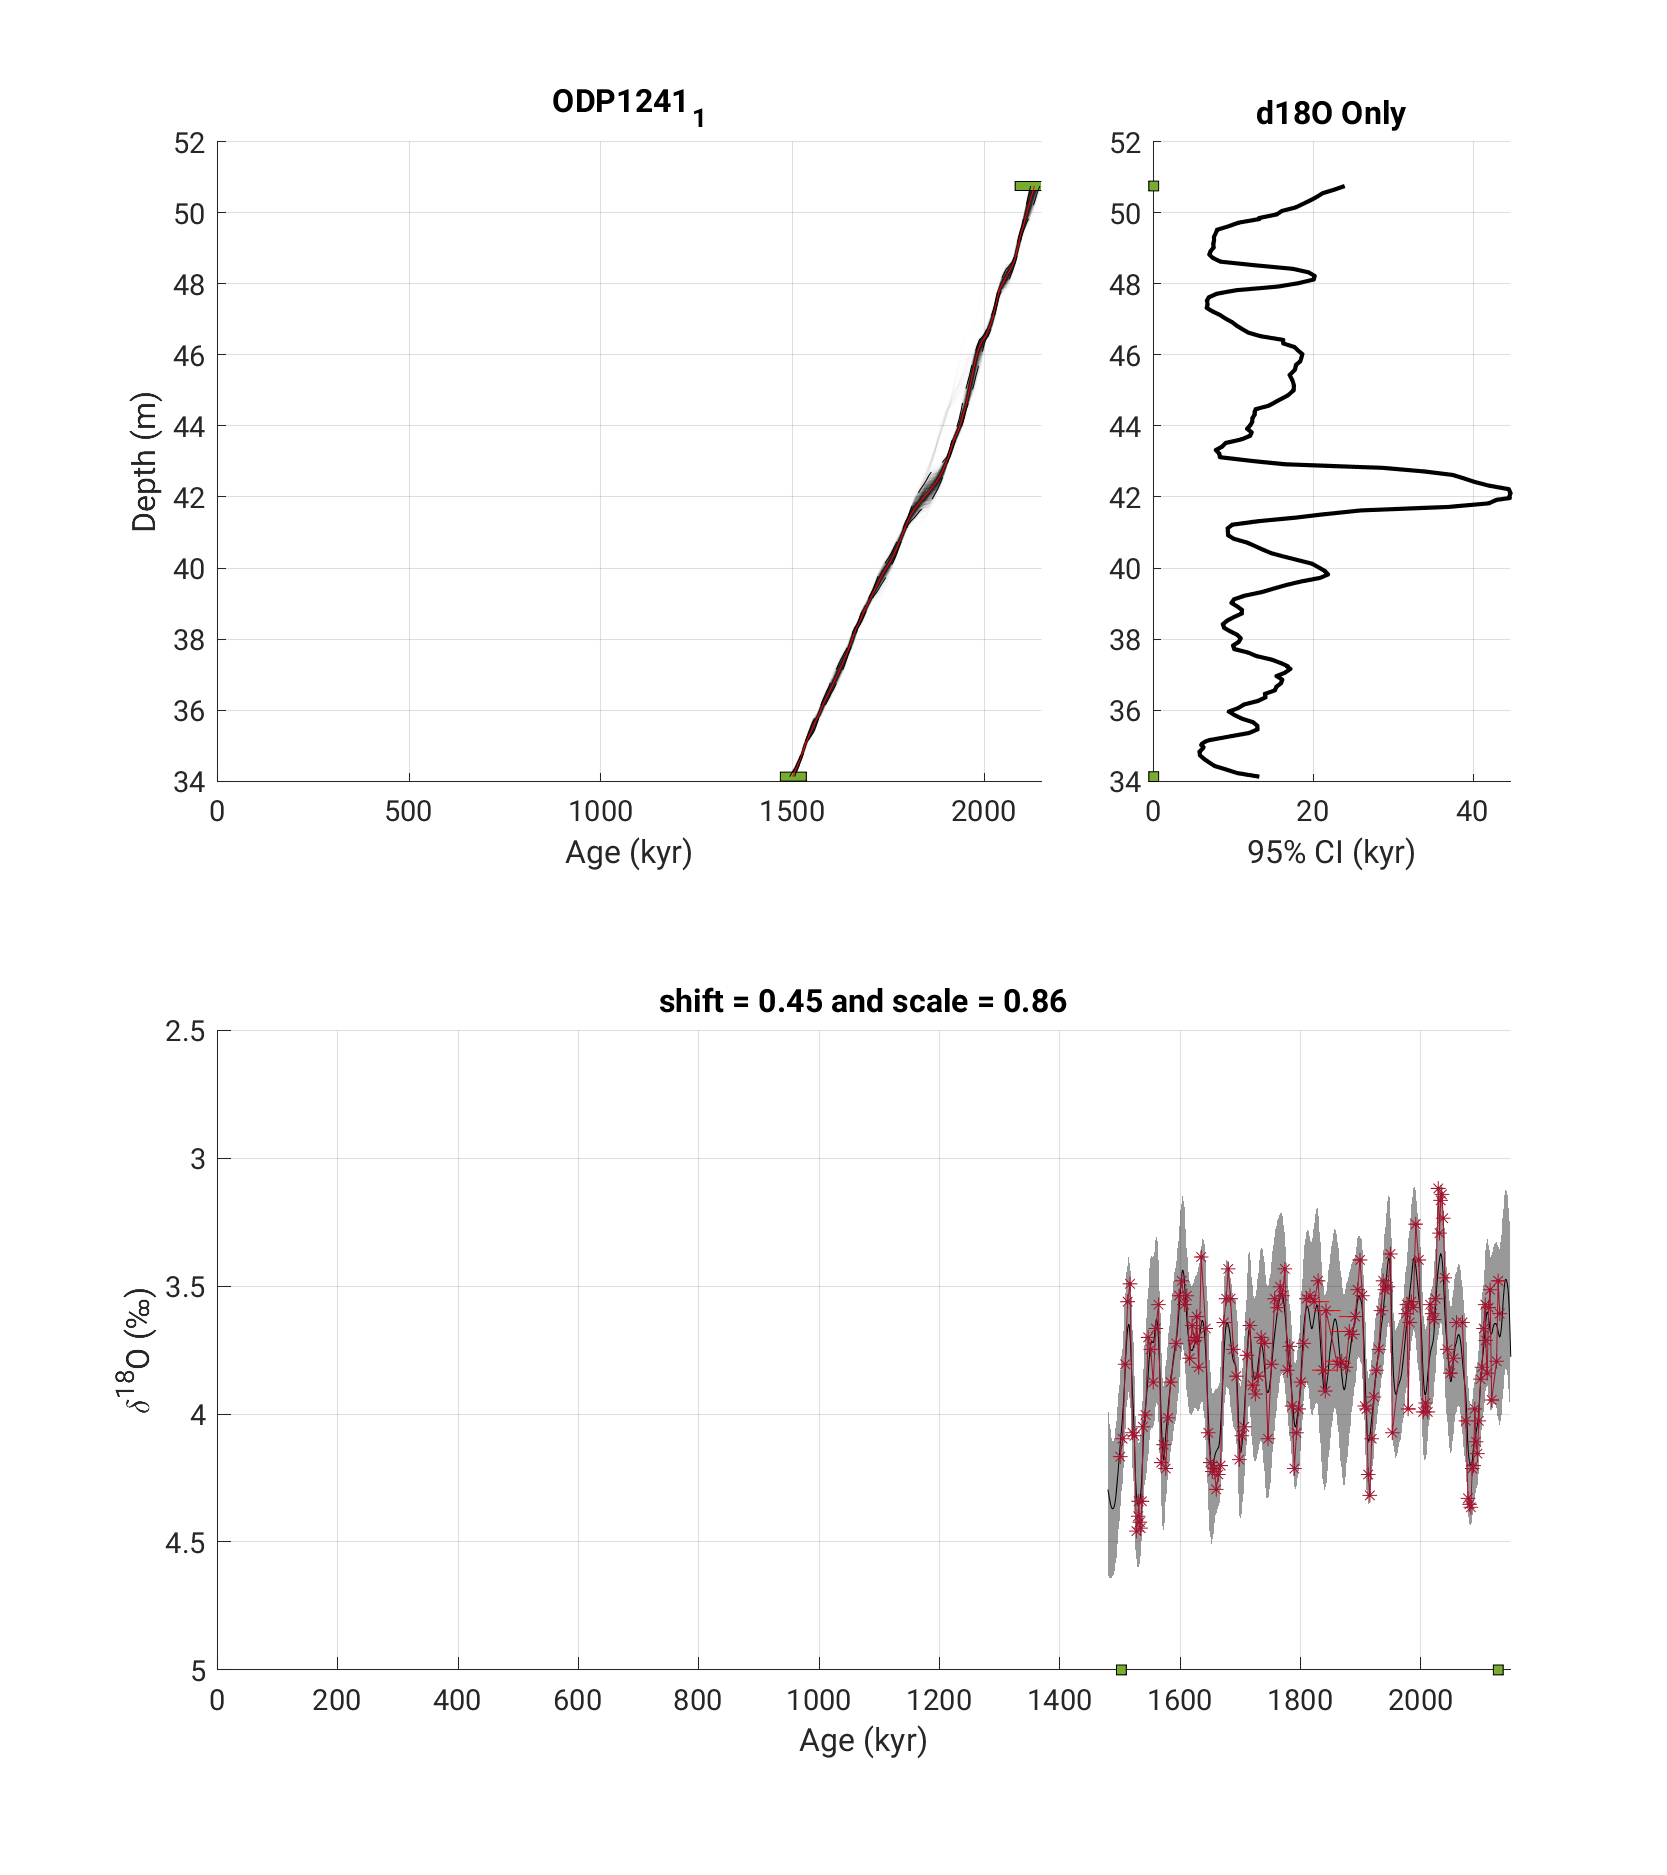 ODP1241₁
d18O Only
52
50
48
46
44
42
40
38
36
34
Depth (m)
0 500 1000 1500 2000
Age (kyr)
52
50
48
46
44
42
40
38
36
34
0 20 40
95% CI (kyr)
shift = 0.45 and scale = 0.86
2.5
3
3.5
4
4.5
5
δ¹⁸O (‰)
0 200 400 600 800 1000 1200 1400 1600 1800 2000
Age (kyr)